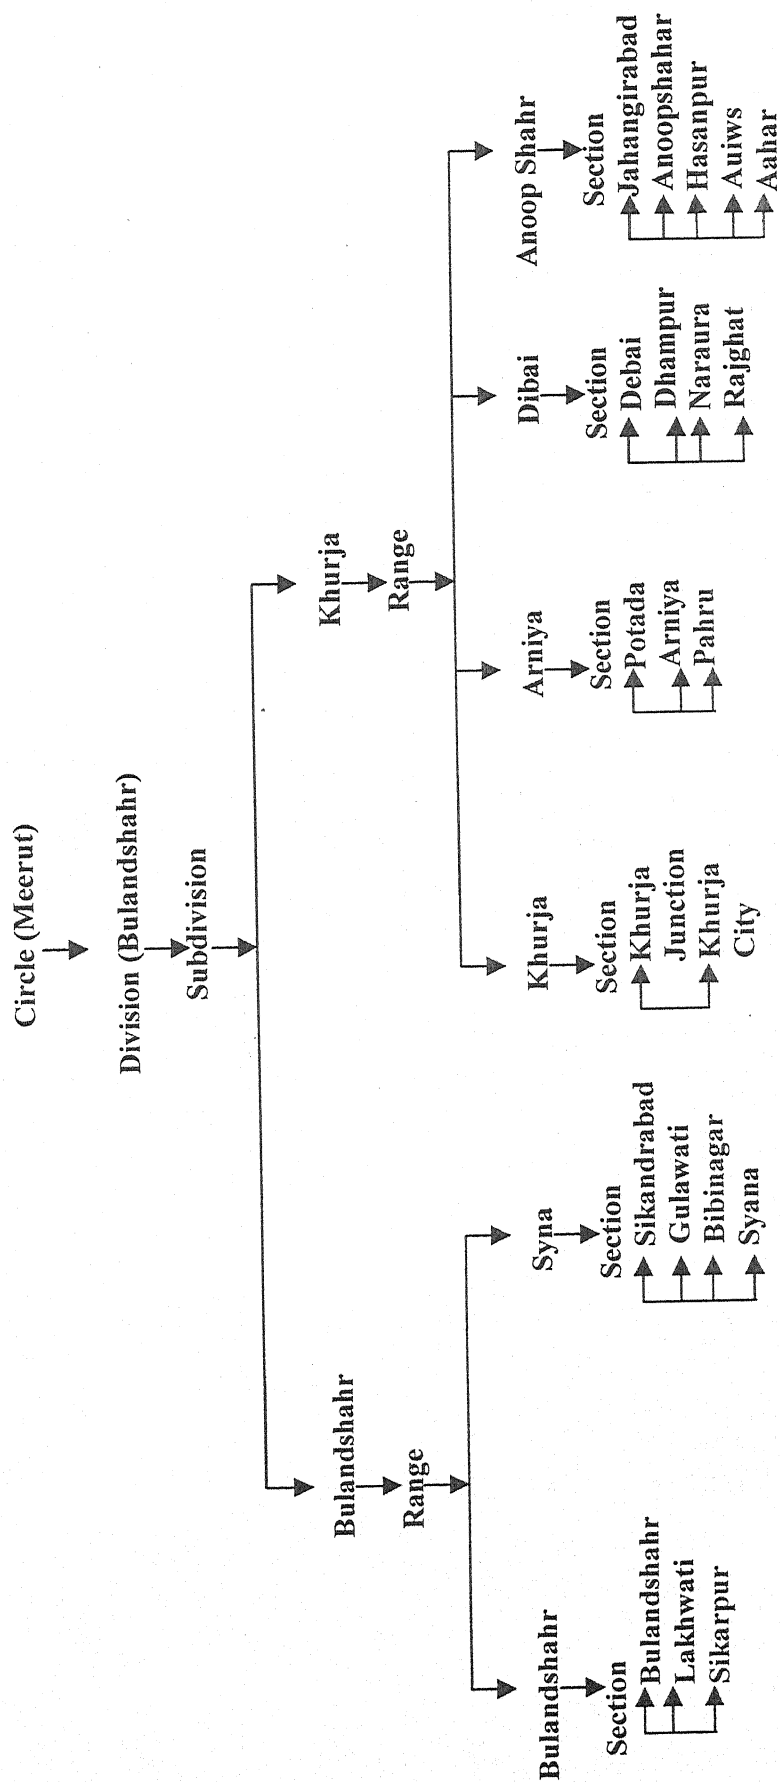 Circle (Meerut)
Division (Bulandshahr)
Subdivision
Bulandshahr
Range
Bulandshahr
Section
Bulandshahr
Lakhwati
Sikarpur
Syna
Section
Sikandrabad
Gulawati
Bibinagar
Syana
Khurja
Range
Khurja
Section
Khurja
Junction
Khurja
City
Arniya
Section
Potada
Arniya
Pahru
Dibai
Section
Debai
Dhampur
Naraura
Rajghat
Anoop Shahr
Section
Jahangirabad
Anoopshahar
Hasanpur
Auiws
Aahar